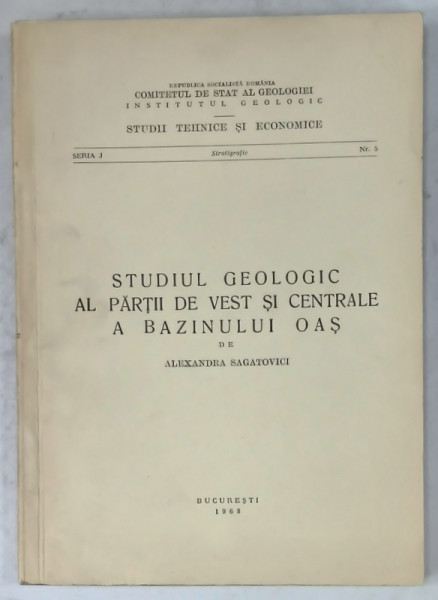 REPUBLICA SOCIALISTĂ ROMÂNIA
COMITETUL DE STAT AL GEOLOGIEI
INSTITUTUL GEOLOGIC
STUDII TEHNICE ȘI ECONOMICE
SERIA J Stratigrafie Nr. 5
STUDIUL GEOLOGIC
AL PĂRȚII DE VEST ȘI CENTRALE
A BAZINULUI OAȘ
DE
ALEXANDRA SAGATOVICI
BUCUREȘTI
1968